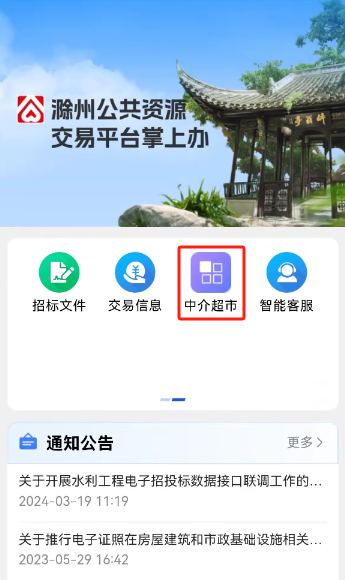 滁州公共资源
交易平台掌上办
招标文件 交易信息 中介超市 智能客服
通知公告 更多
关于开展水利工程电子招投标数据接口联调工作的...
2024-03-19 11:19
关于推行电子证照在房屋建筑和市政基础设施相关...
2023-05-29 16:42